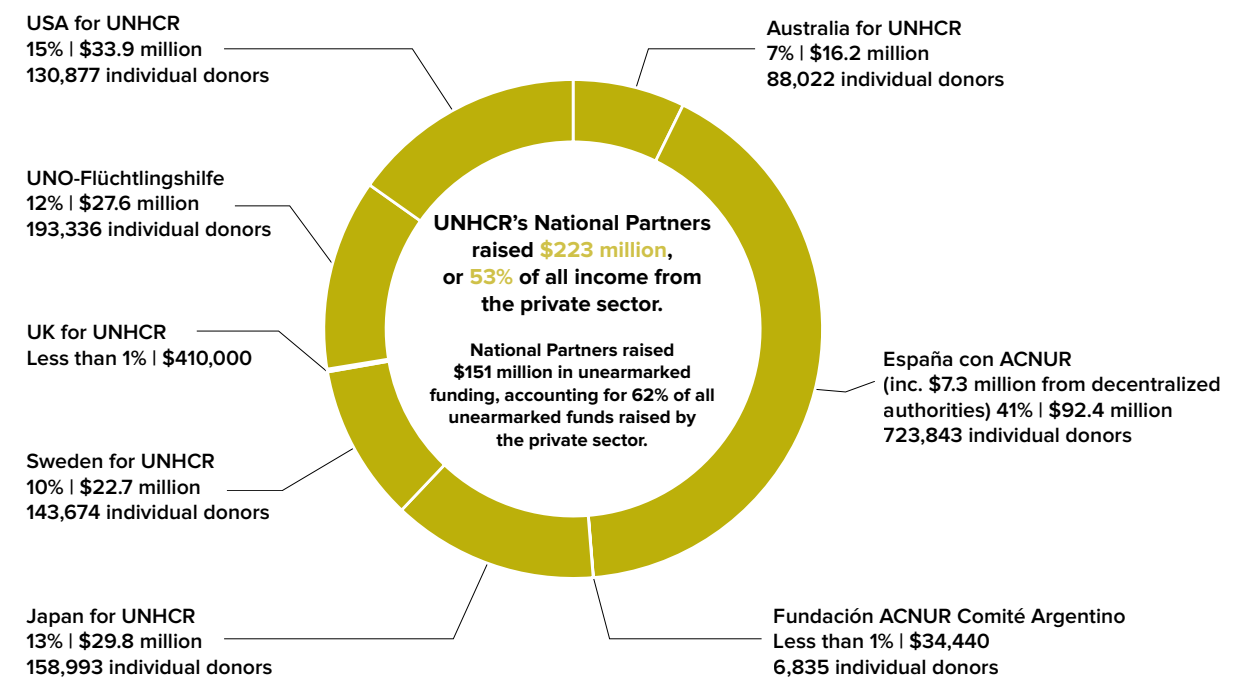 USA for UNHCR
15% | $33.9 million
130,877 individual donors
Australia for UNHCR
7% | $16.2 million
88,022 individual donors
UNO-Flüchtlingshilfe
12% | $27.6 million
193,336 individual donors
UNHCR's National Partners
raised $223 million,
or 53% of all income from
the private sector.
National Partners raised
$151 million in unearmarked
funding, accounting for 62% of all
unearmarked funds raised by
the private sector.
UK for UNHCR
Less than 1% | $410,000
España con ACNUR
(inc. $7.3 million from decentralized
authorities) 41% | $92.4 million
723,843 individual donors
Sweden for UNHCR
10% | $22.7 million
143,674 individual donors
Japan for UNHCR
13% | $29.8 million
158,993 individual donors
Fundación ACNUR Comité Argentino
Less than 1% | $34,440
6,835 individual donors